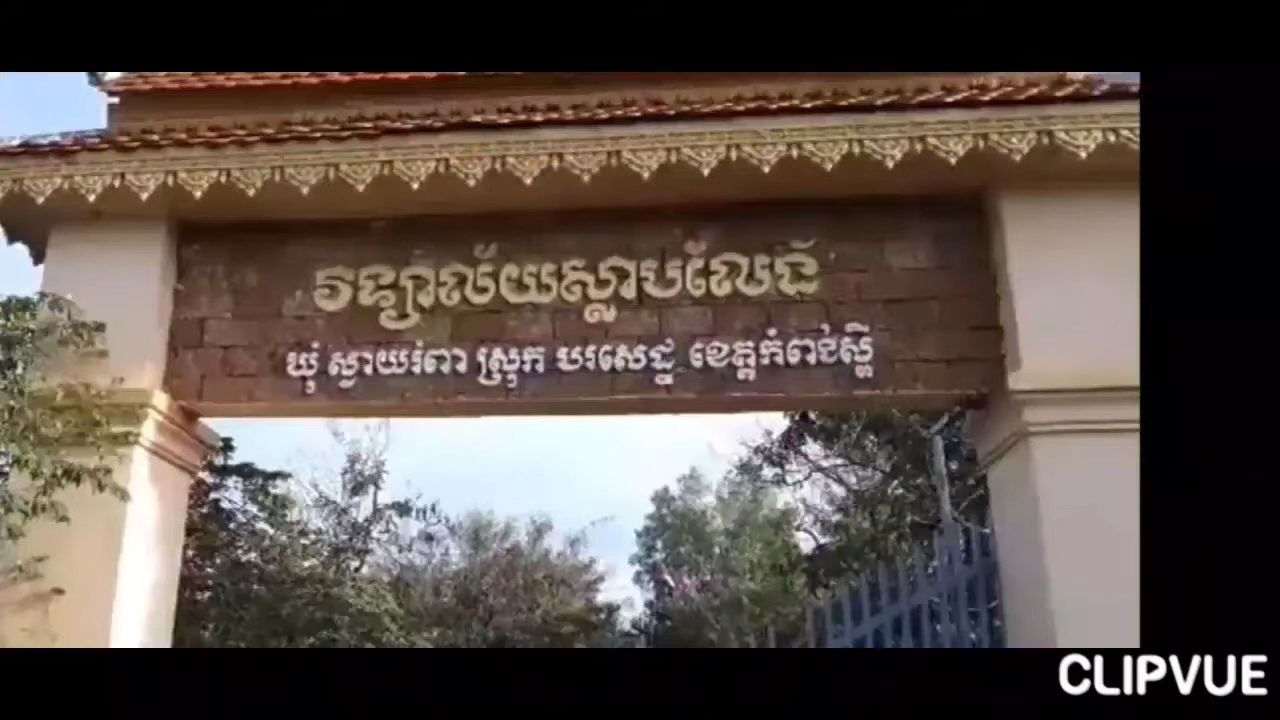 វិទ្យាល័យស្លាបលែង
ឃុំ ស្វាយរំពា ស្រុក បរសេដ្ឋ ខេត្តកំពង់ស្ពឺ
CLIPVUE